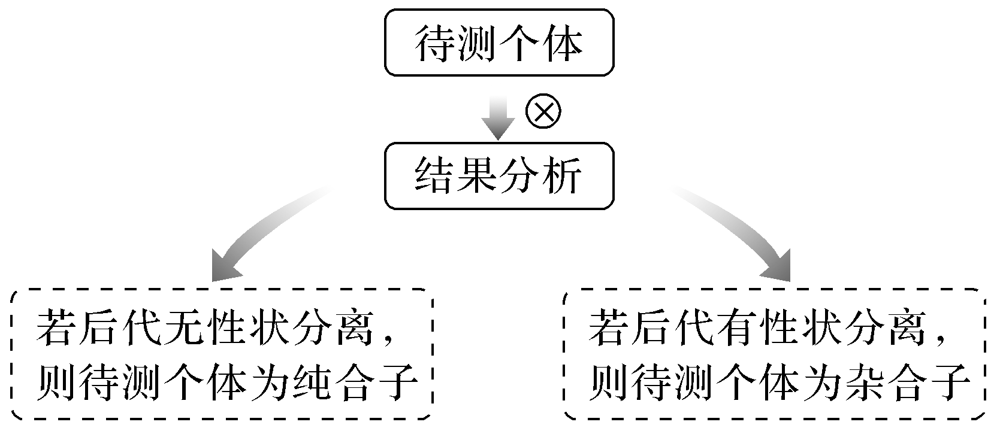 待测个体
⊗
结果分析
若后代无性状分离，
则待测个体为纯合子
若后代有性状分离，
则待测个体为杂合子